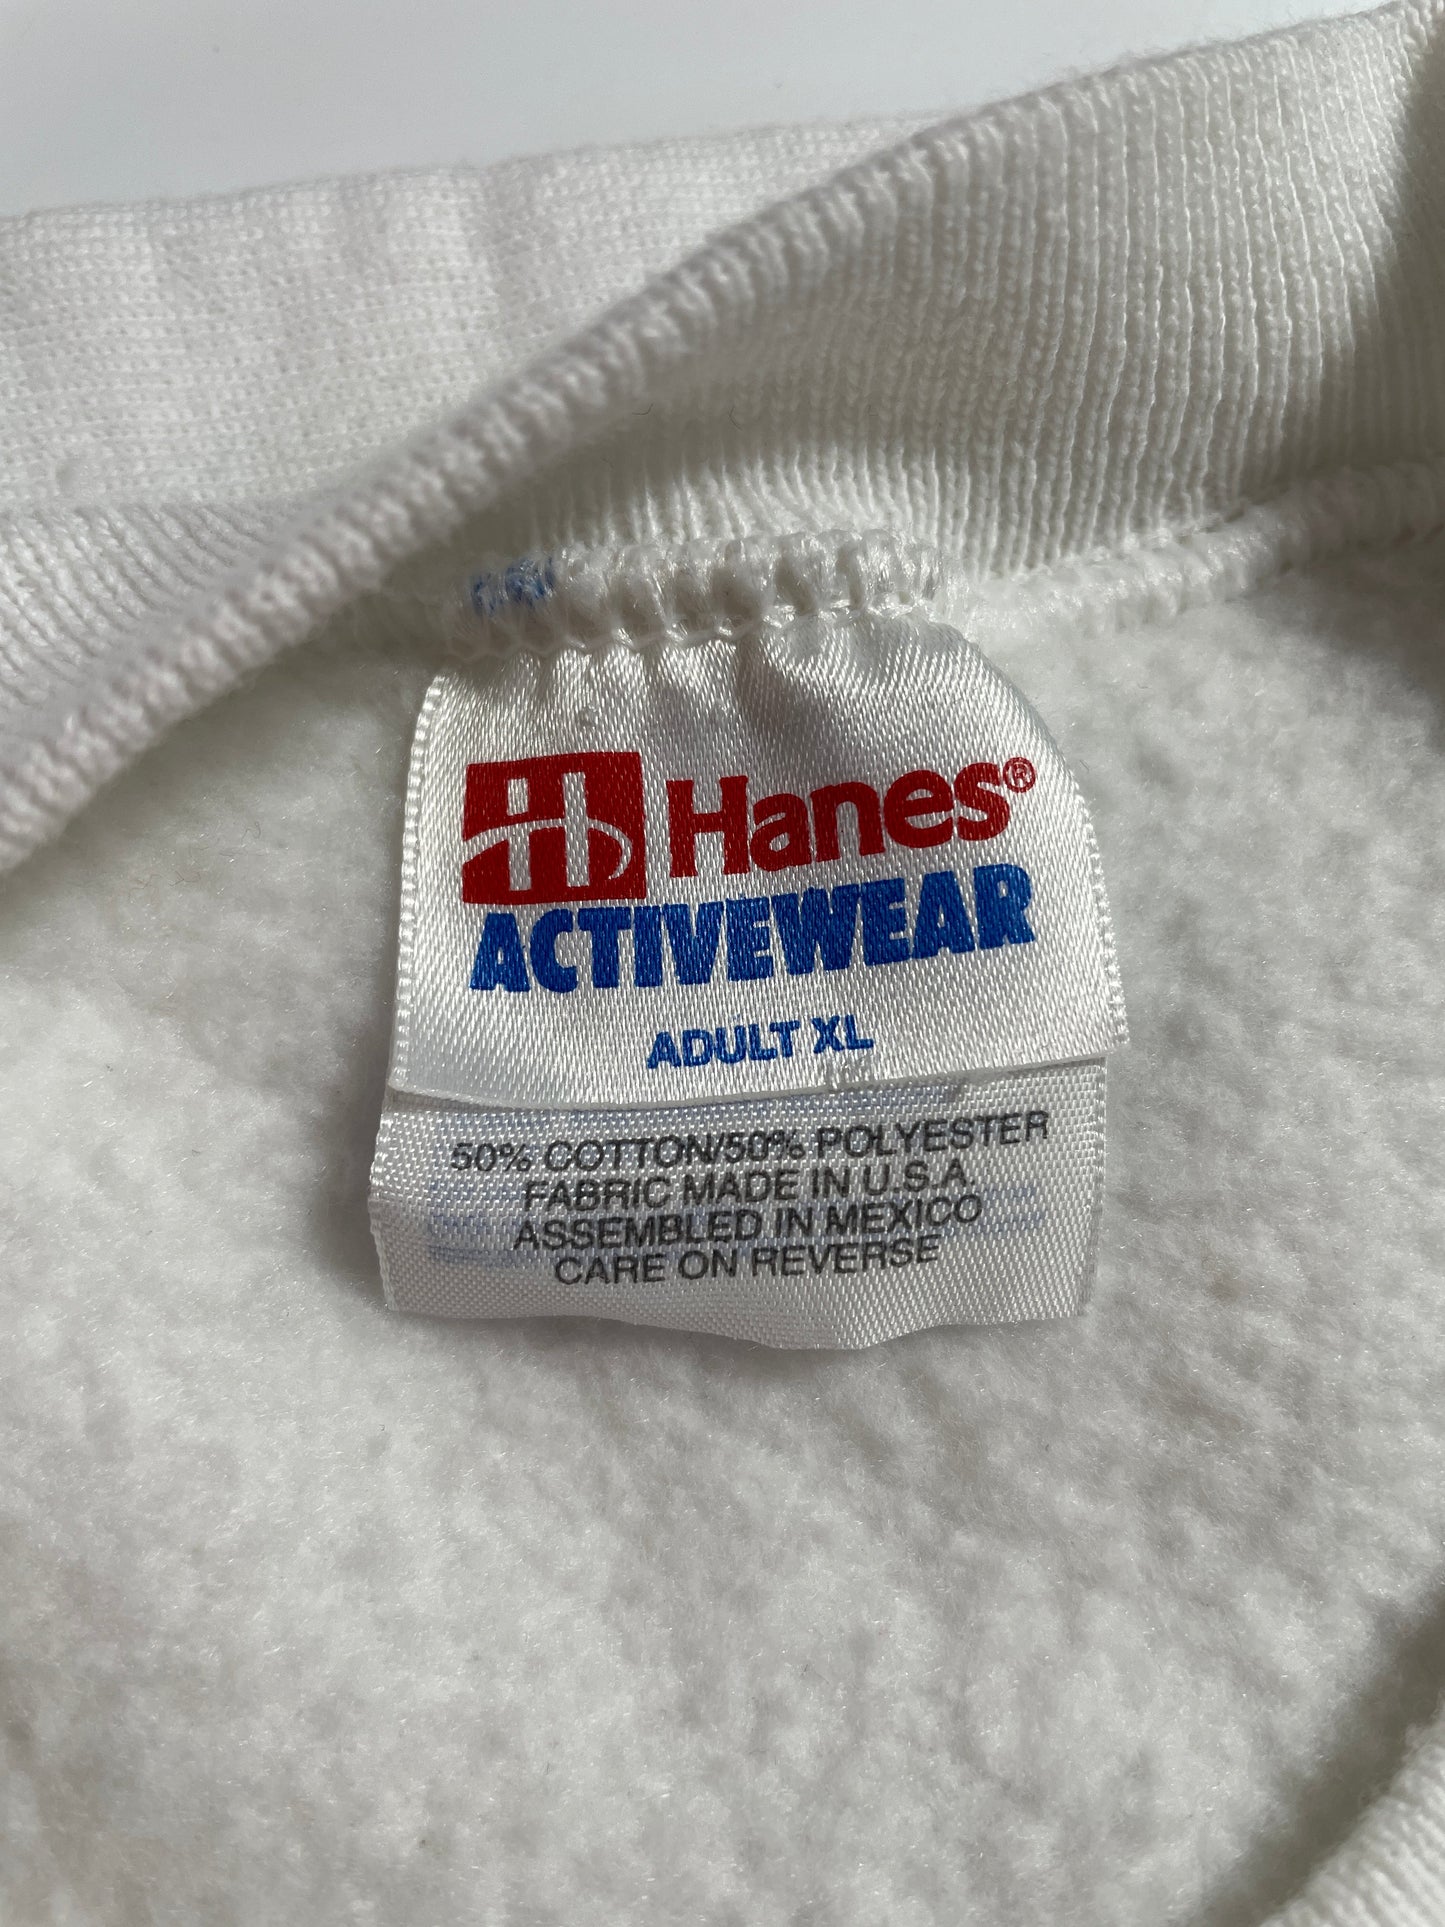 Hanes®
ACTIVEWEAR
ADULT XL
50% COTTON/50% POLYESTER
FABRIC MADE IN U.S.A.
ASSEMBLED IN MEXICO
CARE ON REVERSE